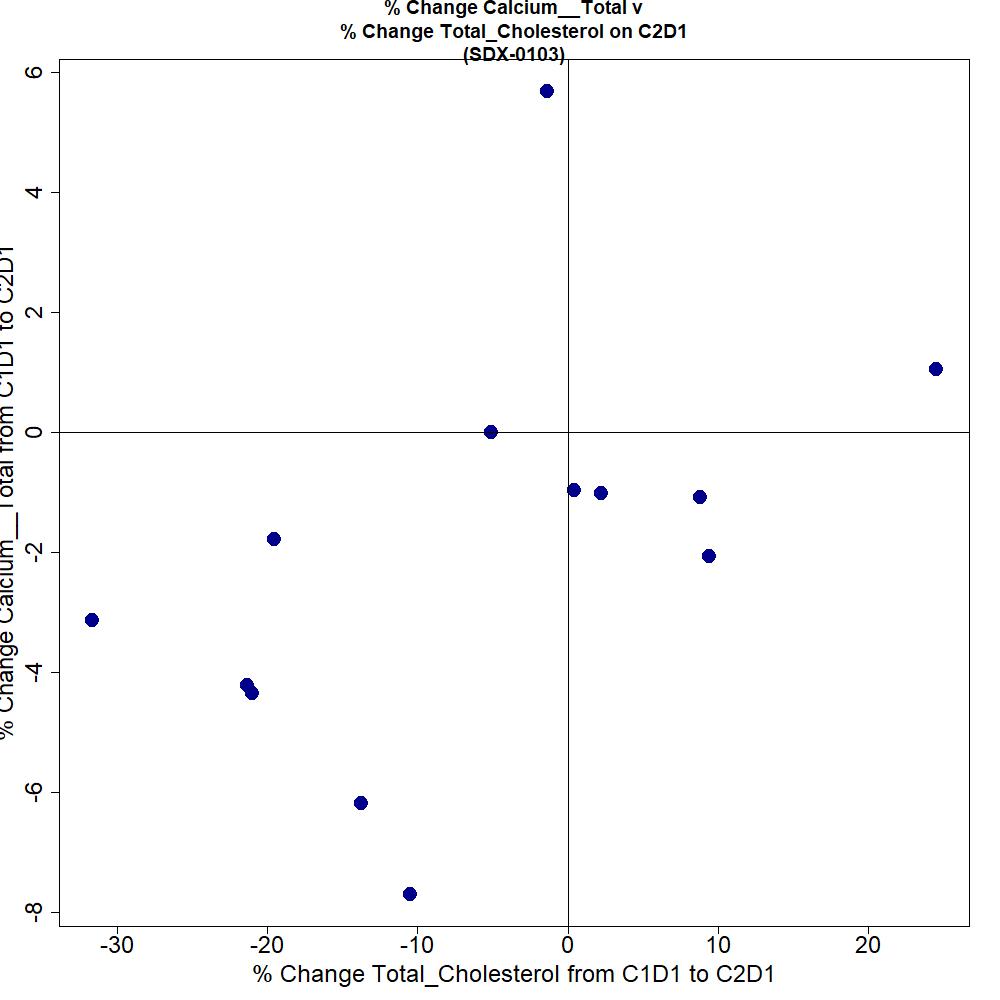 % Change Calcium__Total v
% Change Total_Cholesterol on C2D1
(SDX-0103)
% Change Calcium__Total from C1D1 to C2D1
6
4
2
0
-2
-4
-6
-8
-30
-20
-10
0
10
20
% Change Total_Cholesterol from C1D1 to C2D1